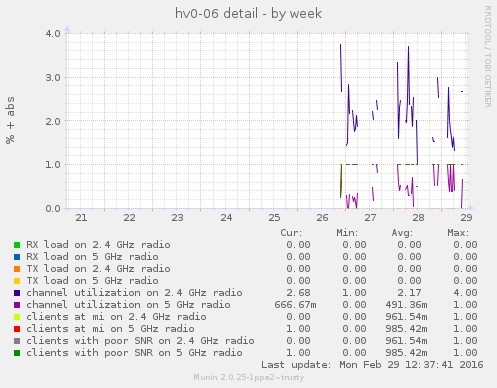 hv0-06 detail - by week
RRDTOOL / TOBI OETIKER
% + abs
4.0
3.0
2.0
1.0
0.0
21 22 23 24 25 26 27 28 29
Cur: Min: Avg: Max:
RX load on 2.4 GHz radio 0.00 0.00 0.00 0.00
RX load on 5 GHz radio 0.00 0.00 0.00 0.00
TX load on 2.4 GHz radio 0.00 0.00 0.00 0.00
TX load on 5 GHz radio 0.00 0.00 0.00 0.00
channel utilization on 2.4 GHz radio 2.68 1.00 2.17 4.00
channel utilization on 5 GHz radio 666.67m 0.00 491.36m 1.00
clients at mi on 2.4 GHz radio 0.00 0.00 961.54m 1.00
clients at mi on 5 GHz radio 1.00 0.00 985.42m 1.00
clients with poor SNR on 2.4 GHz radio 0.00 0.00 961.54m 1.00
clients with poor SNR on 5 GHz radio 1.00 0.00 985.42m 1.00
Last update: Mon Feb 29 12:37:41 2016
Munin 2.0.25-1ppa2~trusty